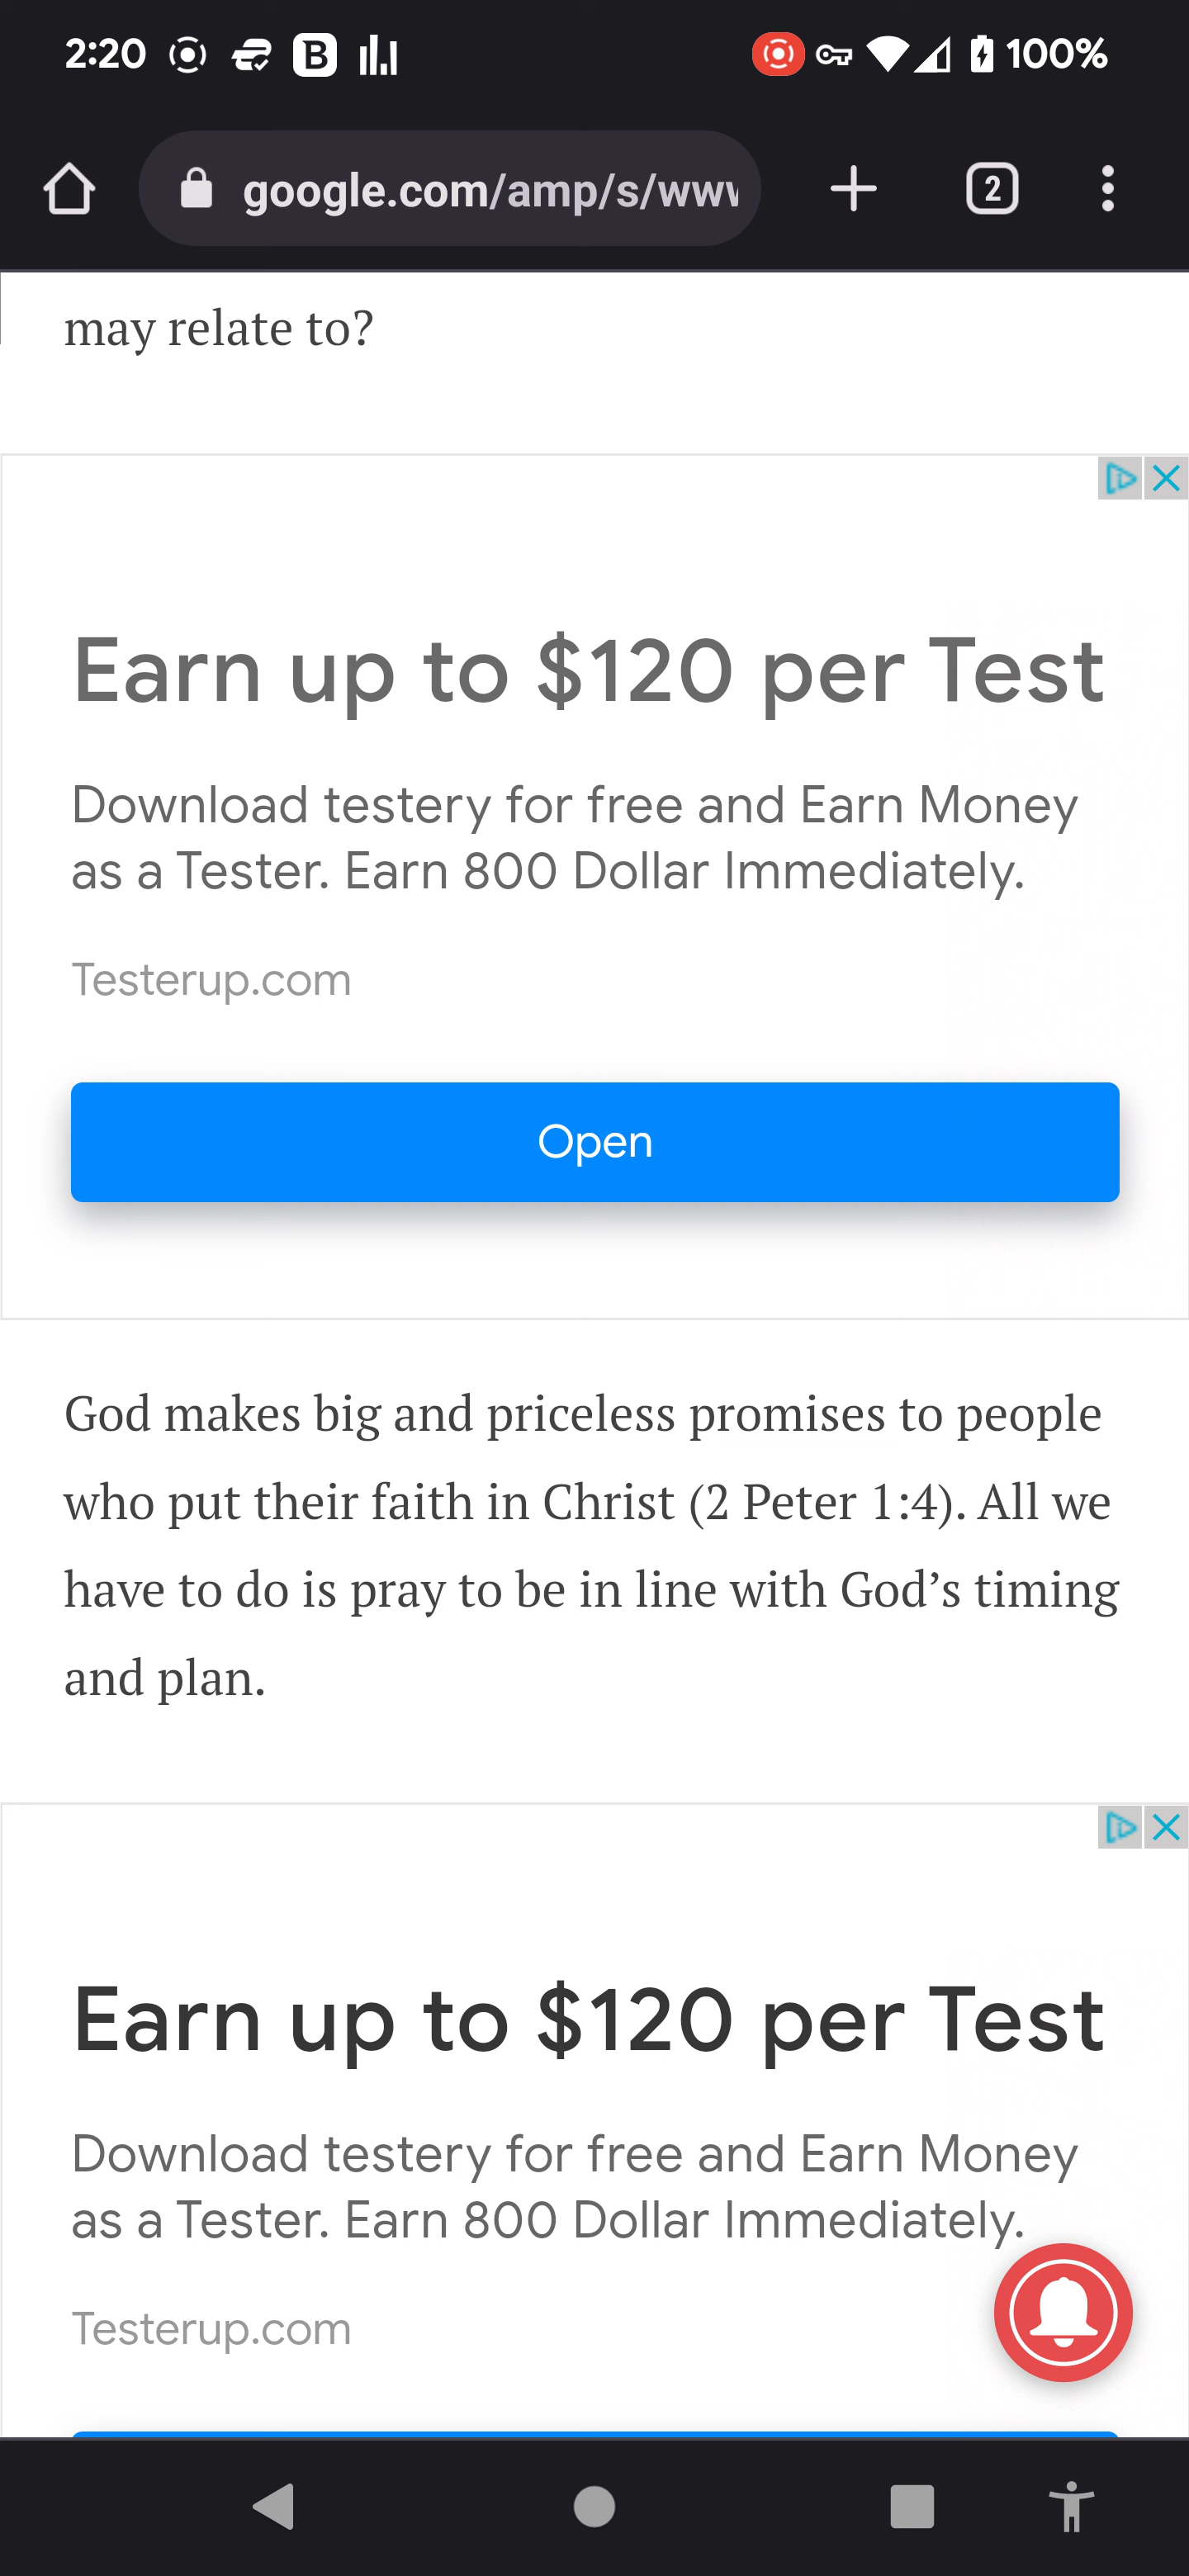 2:20
B
100%
google.com/amp/s/www
2
may relate to?
Earn up to $120 per Test
Download testery for free and Earn Money
as a Tester. Earn 800 Dollar Immediately.
Testerup.com
Open
God makes big and priceless promises to people
who put their faith in Christ (2 Peter 1:4). All we
have to do is pray to be in line with God’s timing
and plan.
Earn up to $120 per Test
Download testery for free and Earn Money
as a Tester. Earn 800 Dollar Immediately.
Testerup.com